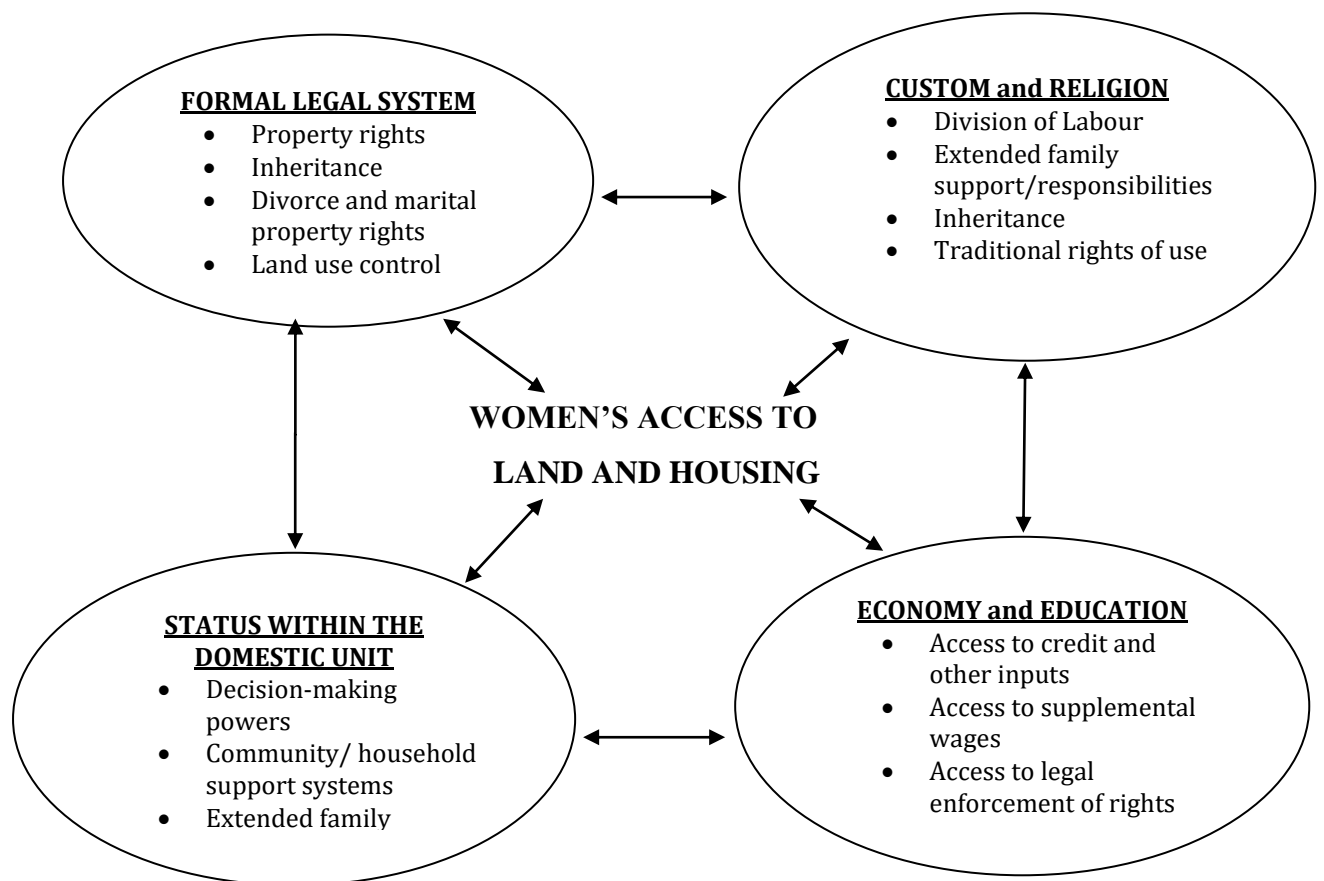 FORMAL LEGAL SYSTEM
• Property rights
• Inheritance
• Divorce and marital
property rights
• Land use control
CUSTOM and RELIGION
• Division of Labour
• Extended family
support/responsibilities
• Inheritance
• Traditional rights of use
WOMEN’S ACCESS TO
LAND AND HOUSING
STATUS WITHIN THE
DOMESTIC UNIT
• Decision-making
powers
• Community/ household
support systems
• Extended family
ECONOMY and EDUCATION
• Access to credit and
other inputs
• Access to supplemental
wages
• Access to legal
enforcement of rights